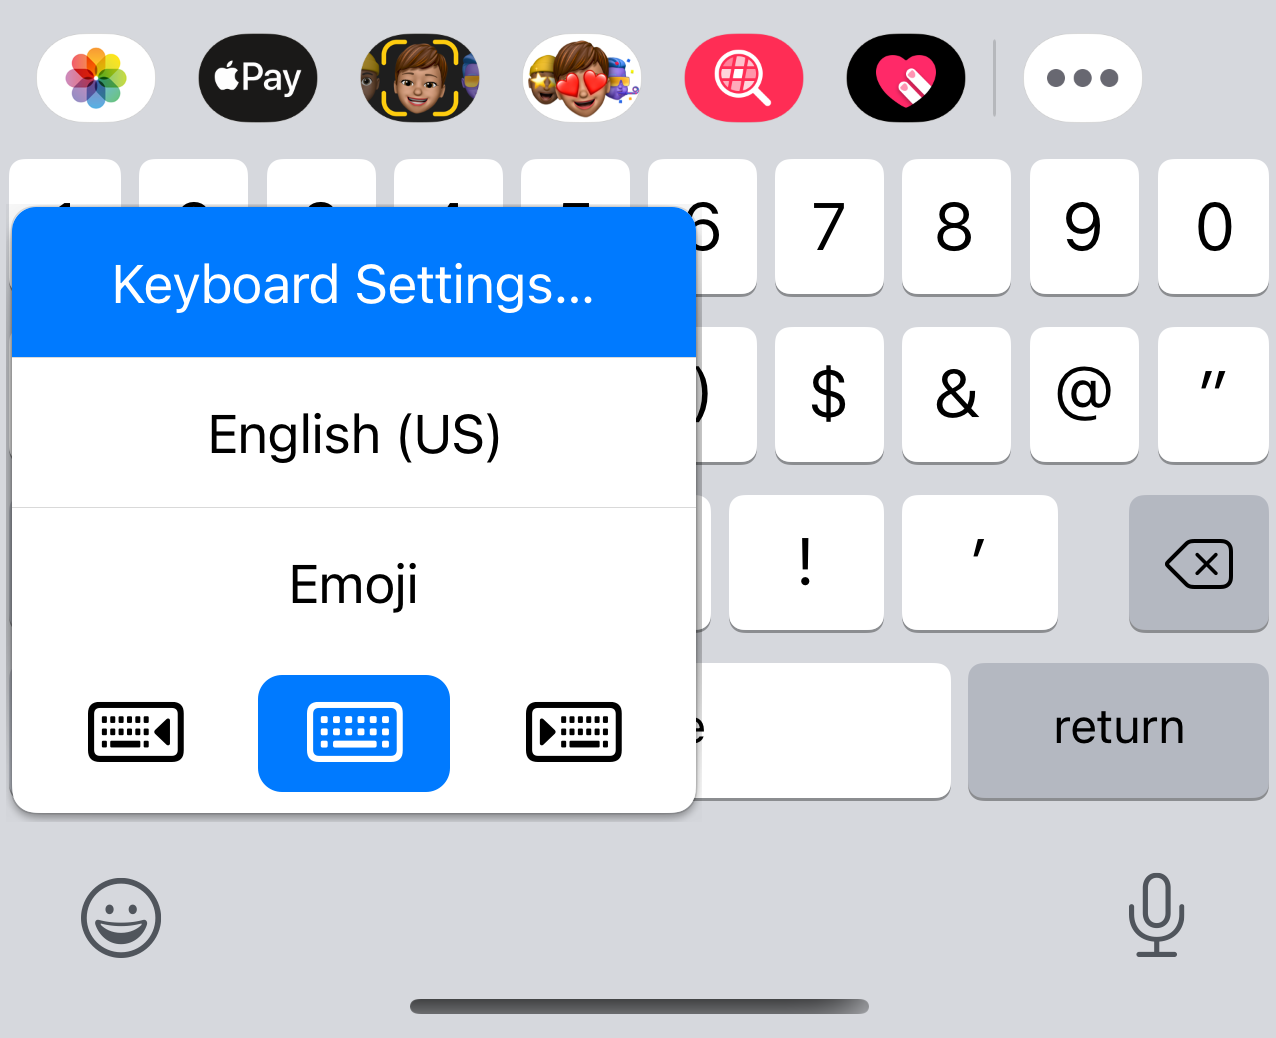 Pay
6 7 8 9 0
Keyboard Settings...
) $ & @ "
English (US)
! '
Emoji
return